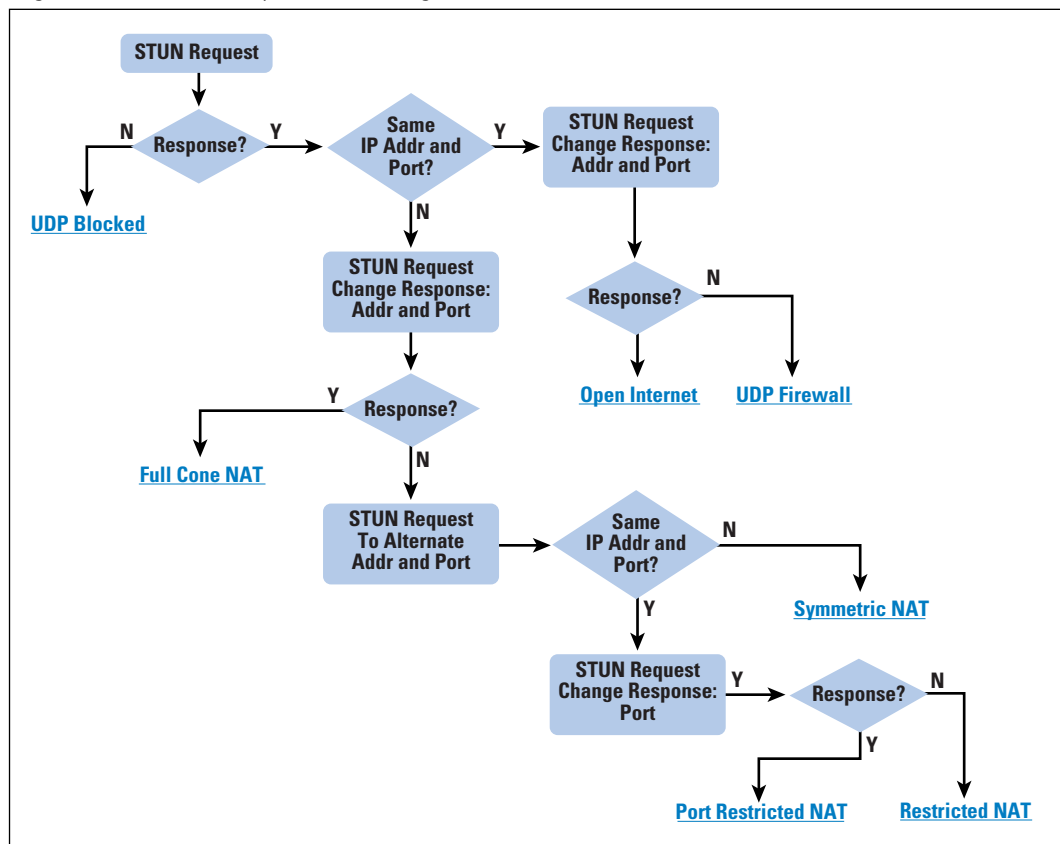 STUN Request
N
Response?
Y
Same
IP Addr and
Port?
Y
STUN Request
Change Response:
Addr and Port
UDP Blocked
N
STUN Request
Change Response:
Addr and Port
Response?
N
Open Internet
UDP Firewall
Y
Response?
Full Cone NAT
N
STUN Request
To Alternate
Addr and Port
Same
IP Addr and
Port?
N
Symmetric NAT
Y
STUN Request
Change Response:
Port
Y
Response?
N
Y
Port Restricted NAT
Restricted NAT